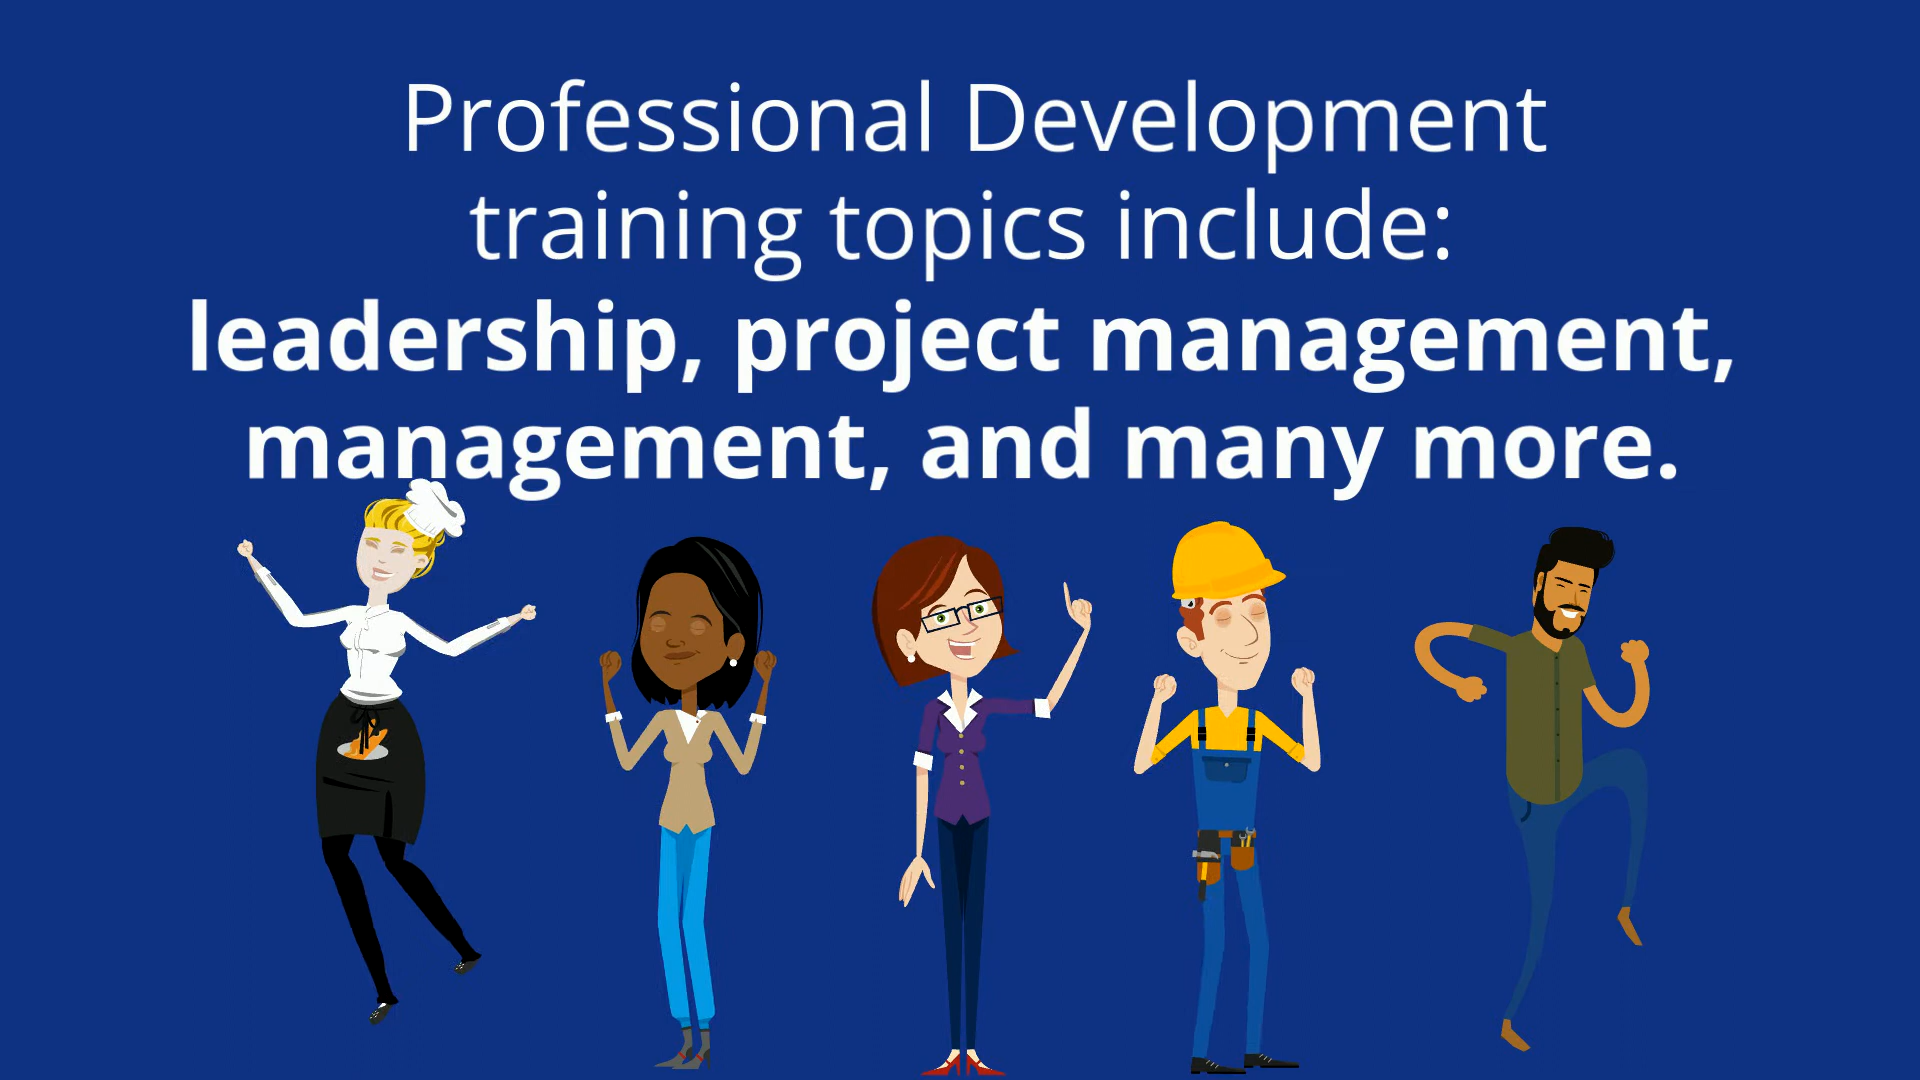 Professional Development
training topics include:
leadership, project management,
management, and many more.